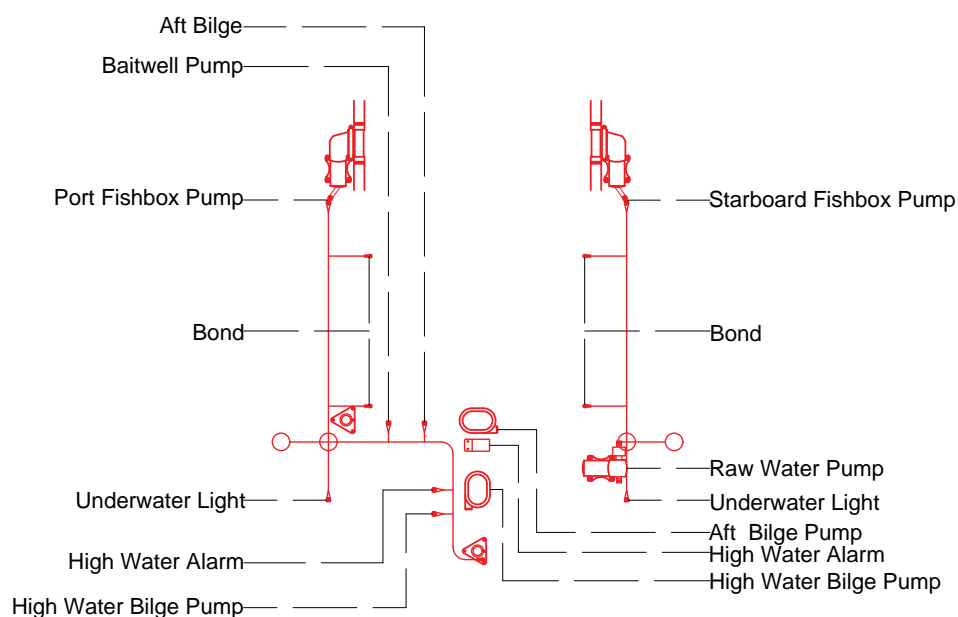 Aft Bilge
Baitwell Pump
Port Fishbox Pump
Starboard Fishbox Pump
Bond
Bond
Raw Water Pump
Underwater Light
Underwater Light
Aft Bilge Pump
High Water Alarm
High Water Alarm
High Water Bilge Pump
High Water Bilge Pump